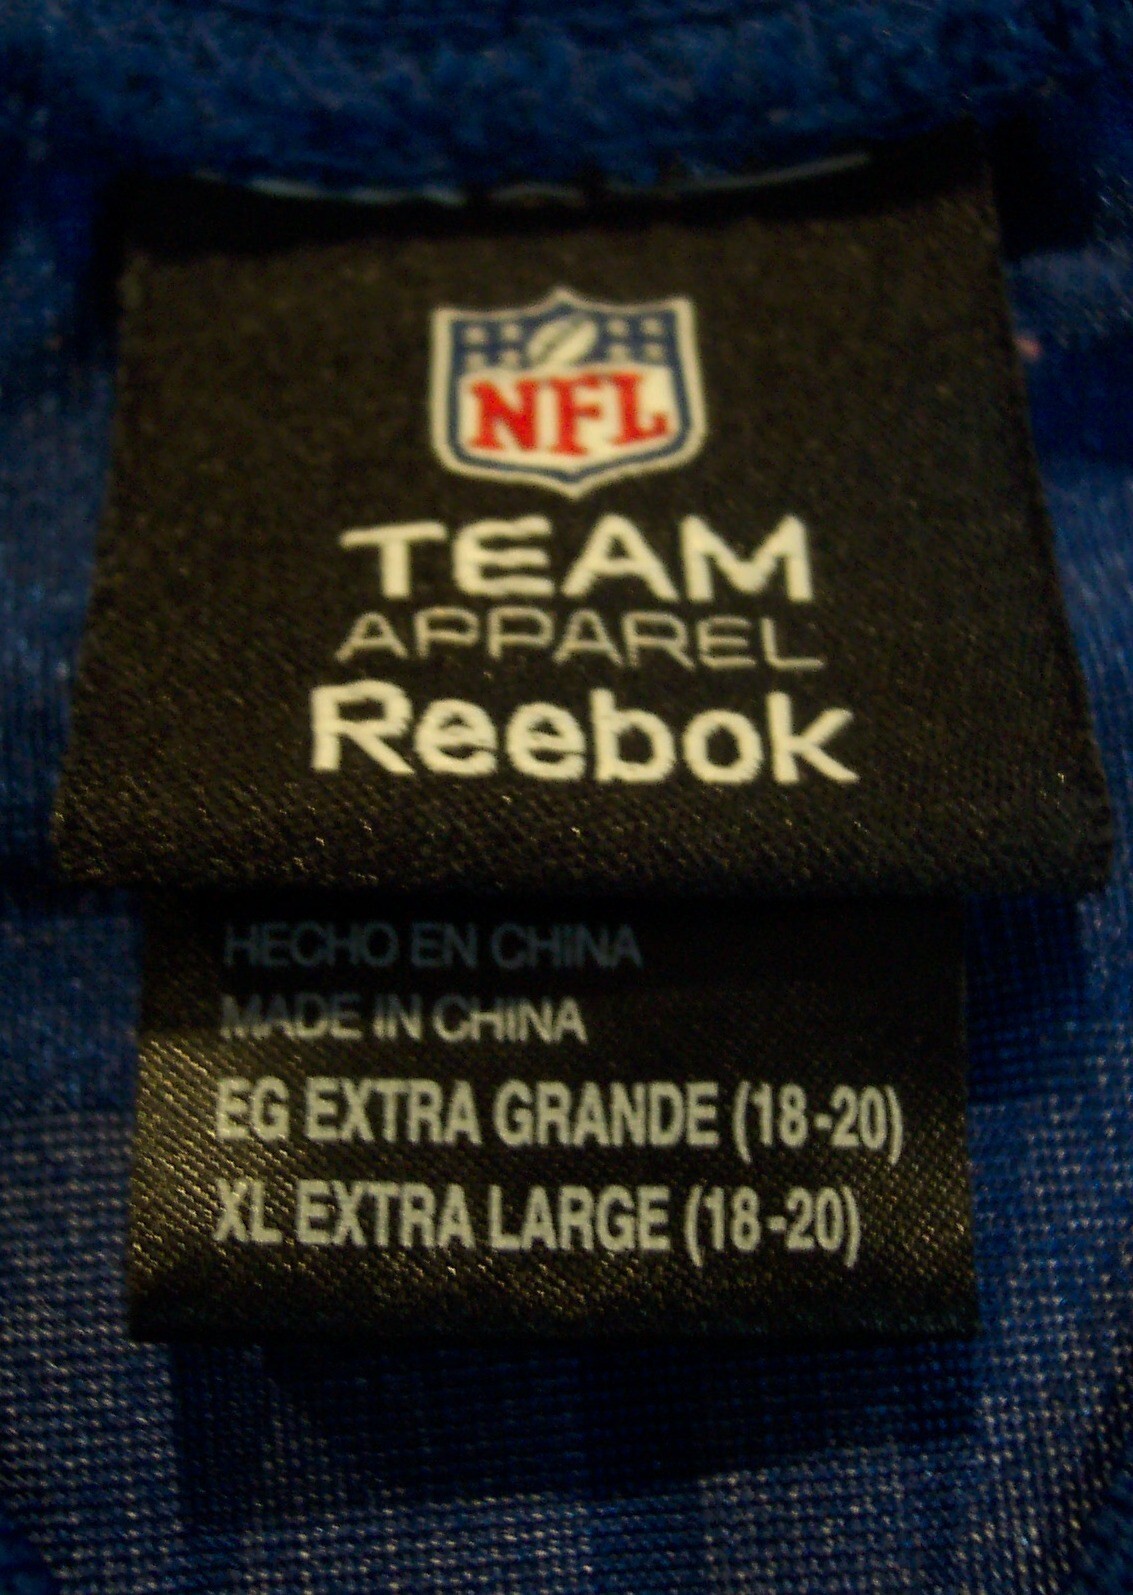 NFL
TEAM
APPAREL
Reebok
HECHO EN CHINA
MADE IN CHINA
EG EXTRA GRANDE (18-20)
XL EXTRA LARGE (18-20)